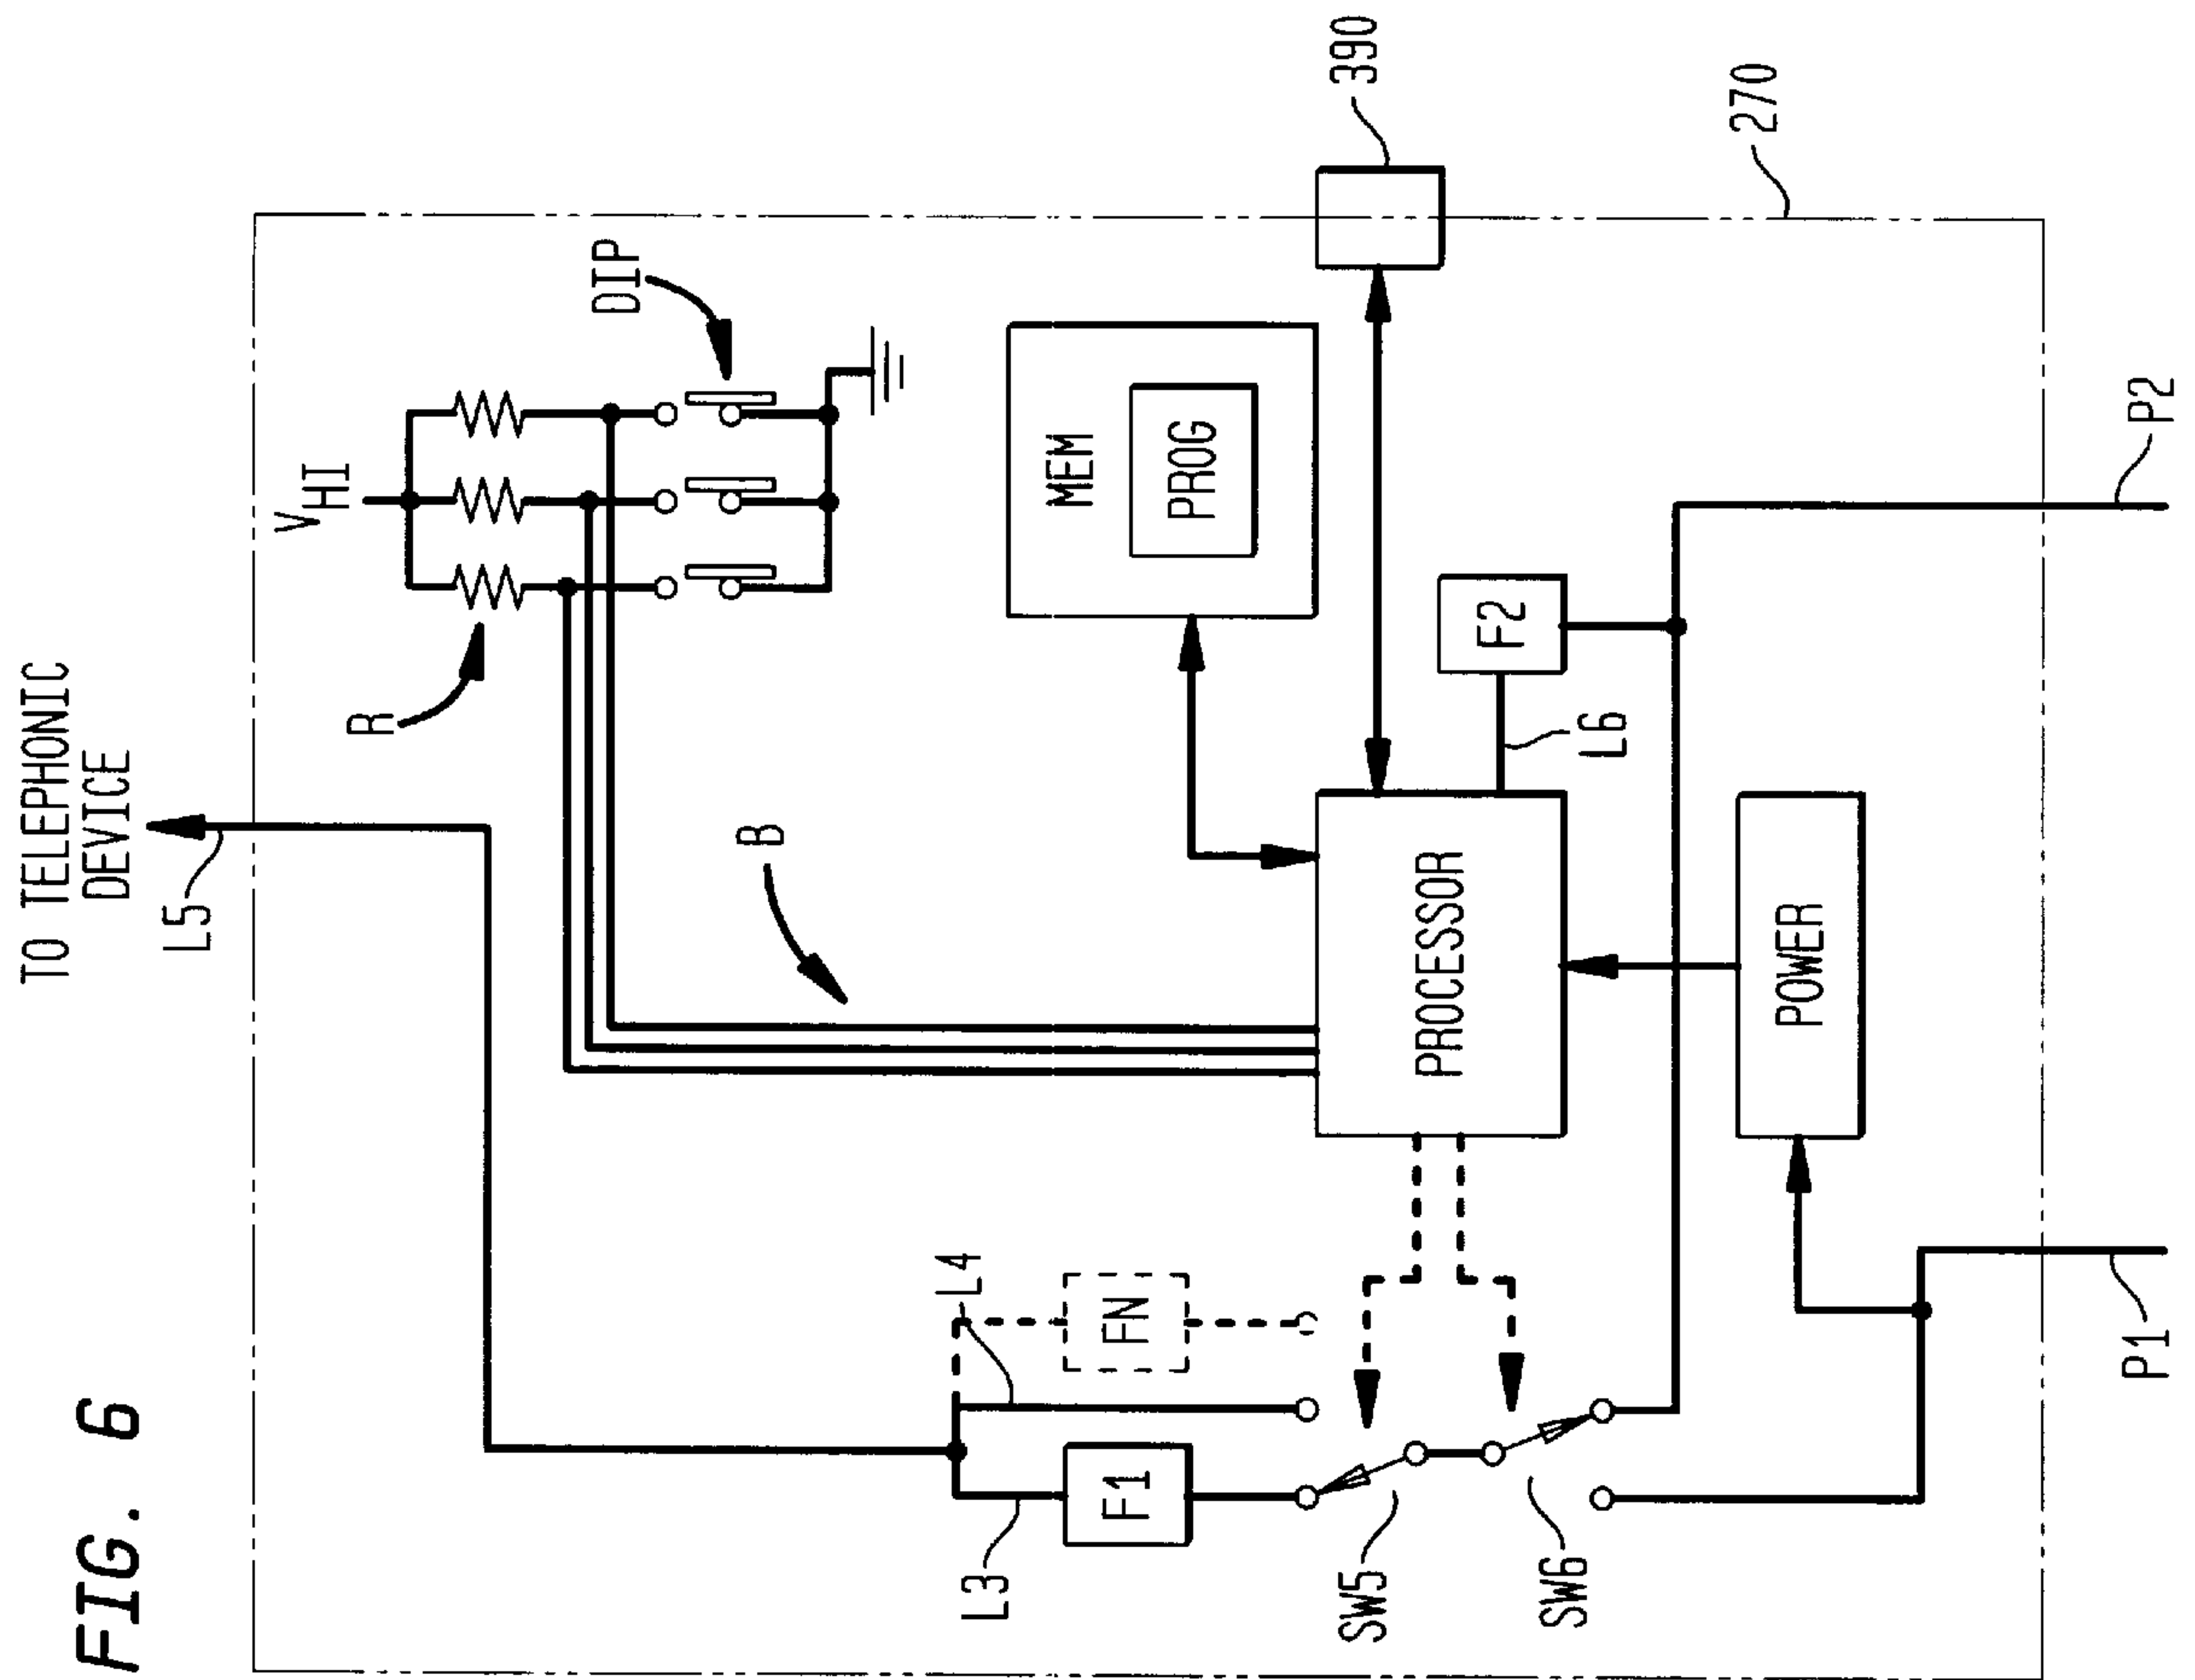 FIG. 6
TO TELEPHONIC
DEVICE
L5
VHI
R
DIP
B
L4
L3
F1
FN
MEM
PROG
390
SW5
SW6
PROCESSOR
F2
L6
POWER
270
P1
P2